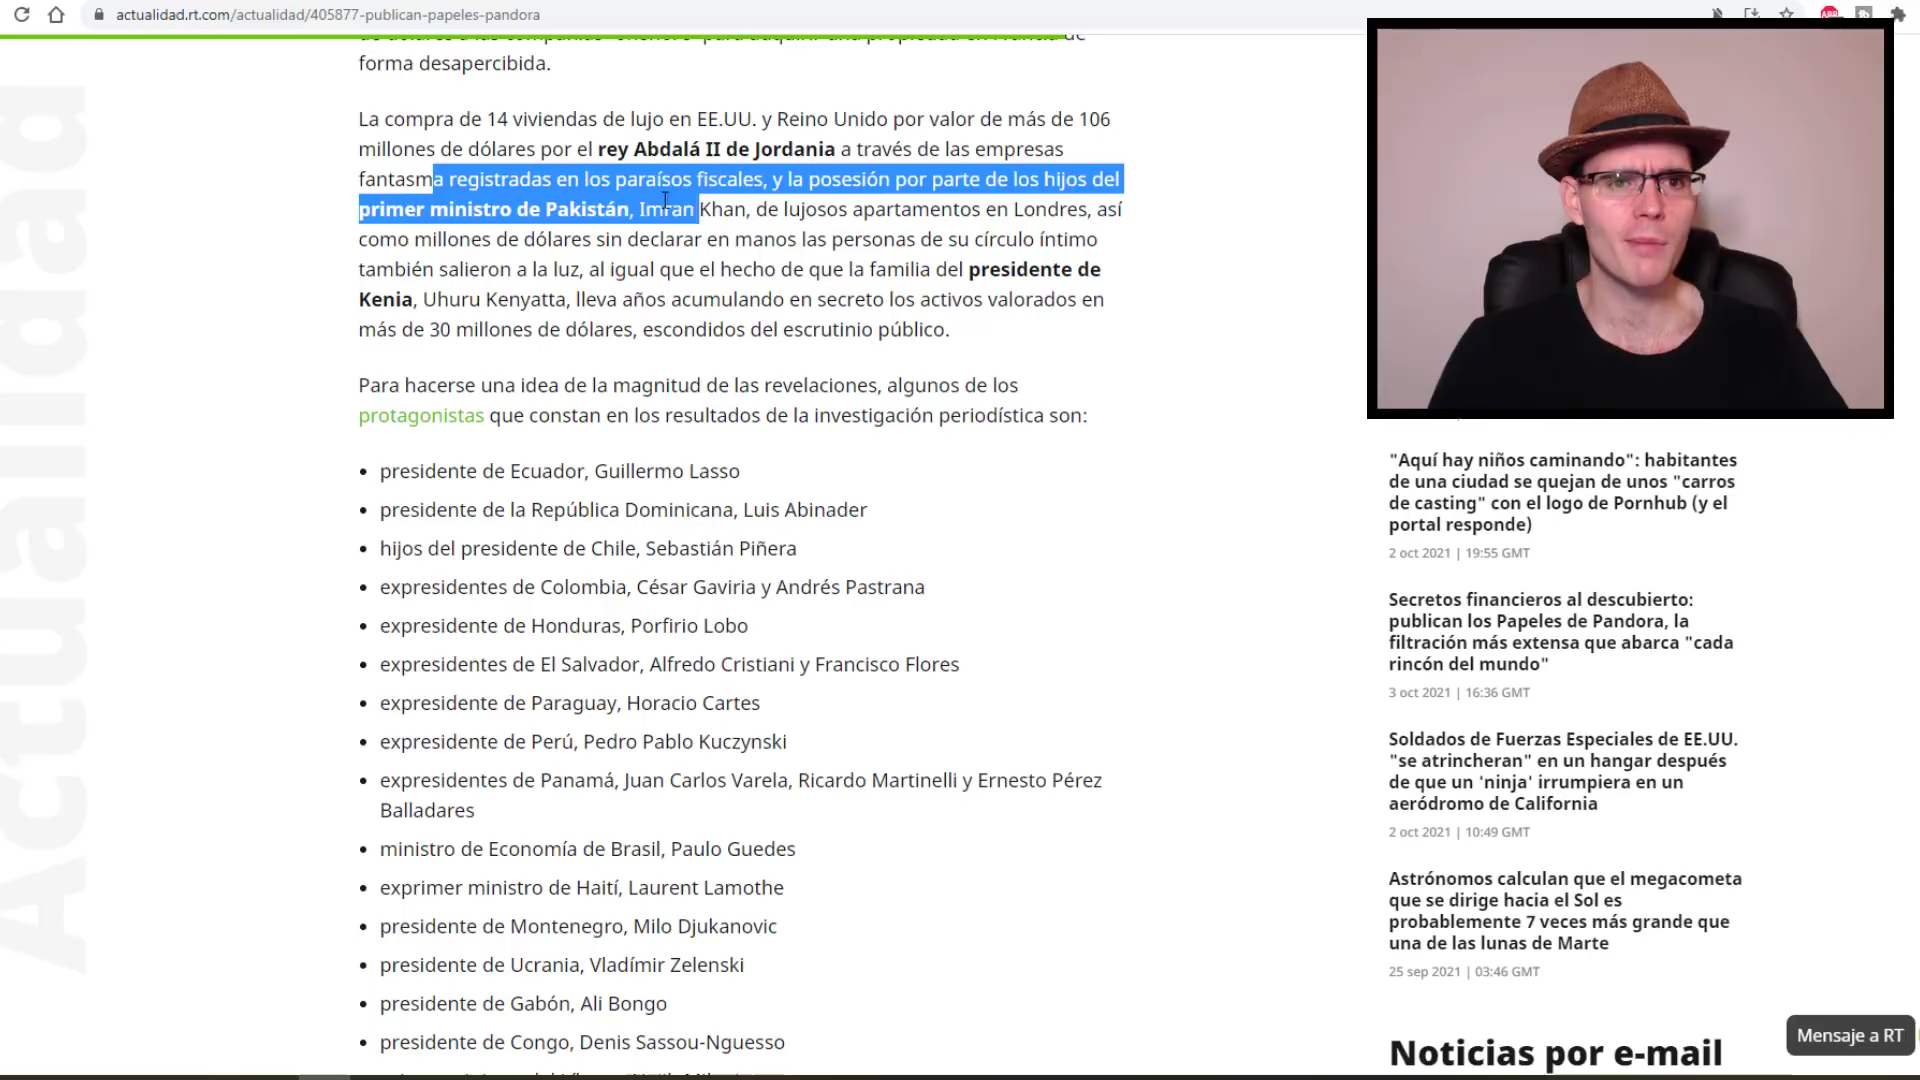 actualidad.rt.com/actualidad/405877-publican-papeles-pandora
forma desapercibida.
La compra de 14 viviendas de lujo en EE.UU. y Reino Unido por valor de más de 106
millones de dólares por el rey Abdalá II de Jordania a través de las empresas
fantasma registradas en los paraísos fiscales, y la posesión por parte de los hijos del
primer ministro de Pakistán, Imran Khan, de lujosos apartamentos en Londres, así
como millones de dólares sin declarar en manos las personas de su círculo íntimo
también salieron a la luz, al igual que el hecho de que la familia del presidente de
Kenia, Uhuru Kenyatta, lleva años acumulando en secreto los activos valorados en
más de 30 millones de dólares, escondidos del escrutinio público.
Para hacerse una idea de la magnitud de las revelaciones, algunos de los
protagonistas que constan en los resultados de la investigación periodística son:
• presidente de Ecuador, Guillermo Lasso
• presidente de la República Dominicana, Luis Abinader
• hijos del presidente de Chile, Sebastián Piñera
• expresidentes de Colombia, César Gaviria y Andrés Pastrana
• expresidente de Honduras, Porfirio Lobo
• expresidentes de El Salvador, Alfredo Cristiani y Francisco Flores
• expresidente de Paraguay, Horacio Cartes
• expresidente de Perú, Pedro Pablo Kuczynski
• expresidentes de Panamá, Juan Carlos Varela, Ricardo Martinelli y Ernesto Pérez
Balladares
• ministro de Economía de Brasil, Paulo Guedes
• exprimer ministro de Haití, Laurent Lamothe
• presidente de Montenegro, Milo Djukanovic
• presidente de Ucrania, Vladímir Zelenski
• presidente de Gabón, Ali Bongo
• presidente de Congo, Denis Sassou-Nguesso
Actualidad
"Aquí hay niños caminando": habitantes
de una ciudad se quejan de unos "carros
de casting" con el logo de Pornhub (y el
portal responde)
2 oct 2021 | 19:55 GMT
Secretos financieros al descubierto:
publican los Papeles de Pandora, la
filtración más extensa que abarca "cada
rincón del mundo"
3 oct 2021 | 16:36 GMT
Soldados de Fuerzas Especiales de EE.UU.
"se atrincheran" en un hangar después
de que un 'ninja' irrumpiera en un
aeródromo de California
2 oct 2021 | 10:49 GMT
Astrónomos calculan que el megacometa
que se dirige hacia el Sol es
probablemente 7 veces más grande que
una de las lunas de Marte
25 sep 2021 | 03:46 GMT
Noticias por e-mail
Mensaje a RT